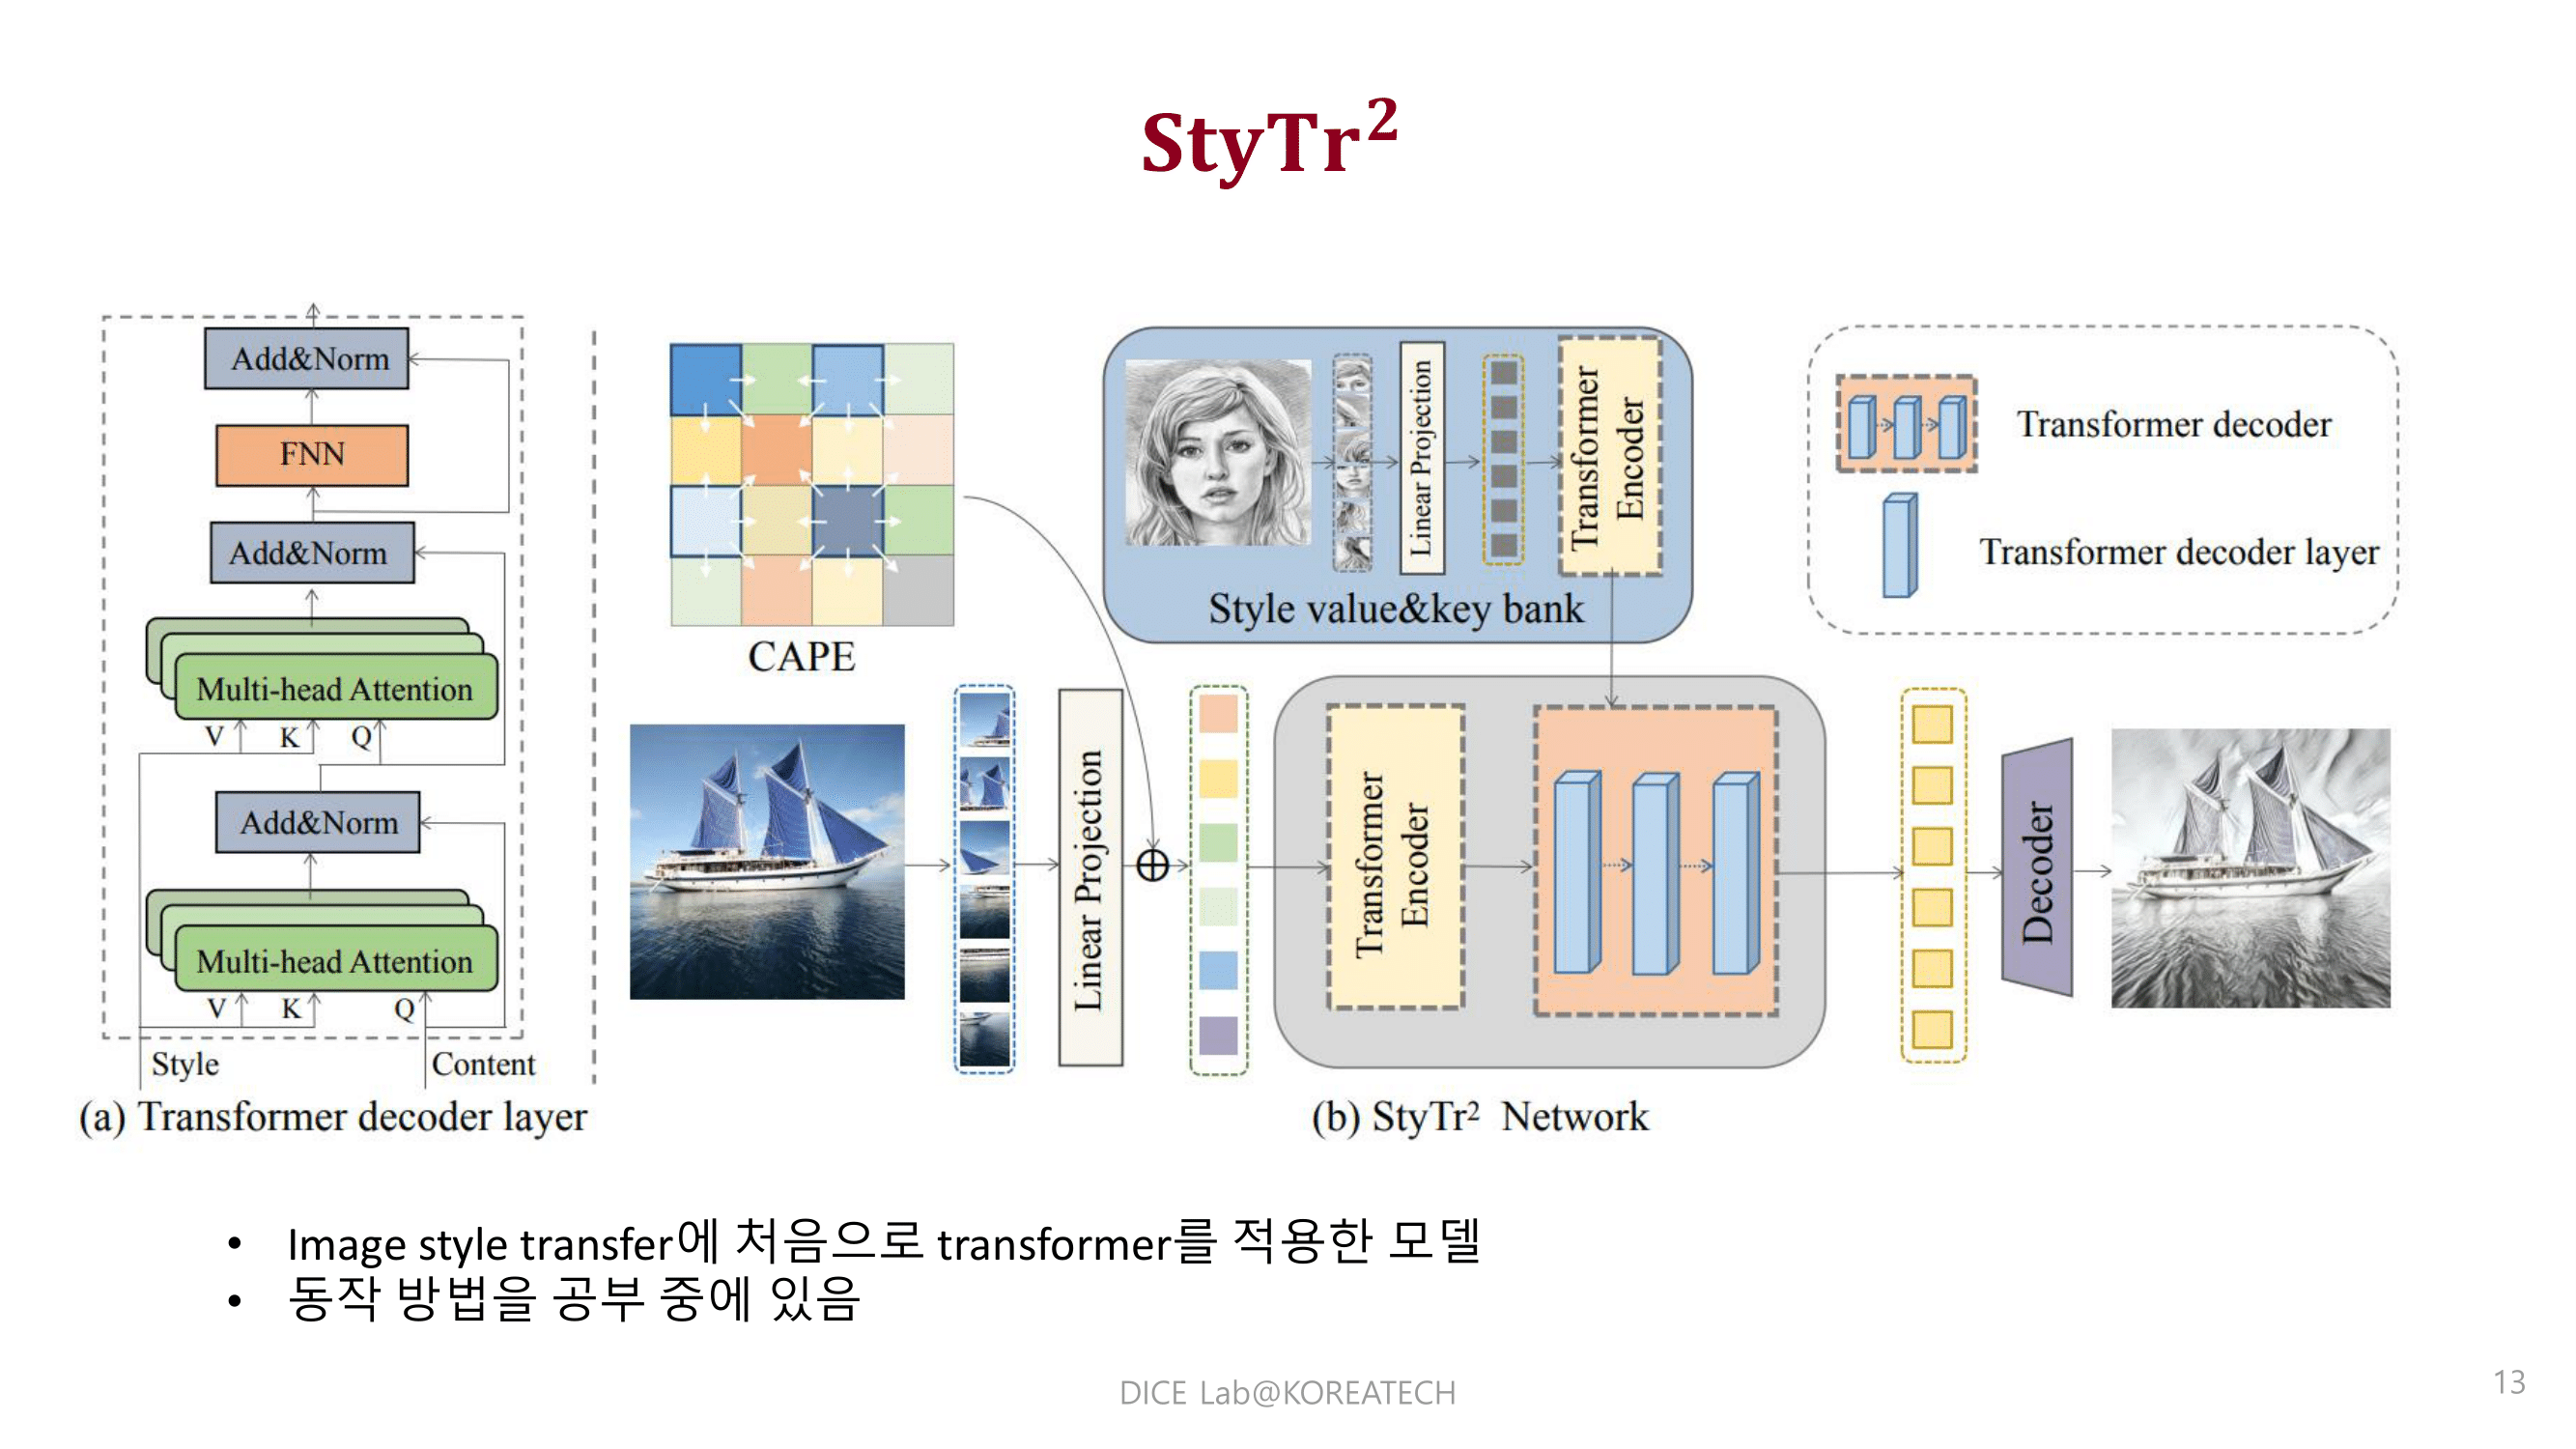 StyTr²
Add&Norm
FNN
Add&Norm
Multi-head Attention
V K Q
Add&Norm
Multi-head Attention
V K Q
Style Content
(a) Transformer decoder layer
CAPE
Linear Projection
Transformer Encoder
Style value&key bank
Transformer decoder
Transformer decoder layer
Linear Projection
Transformer Encoder
Decoder
(b) StyTr² Network
• Image style transfer에 처음으로 transformer를 적용한 모델
• 동작 방법을 공부 중에 있음
DICE Lab@KOREATECH
13